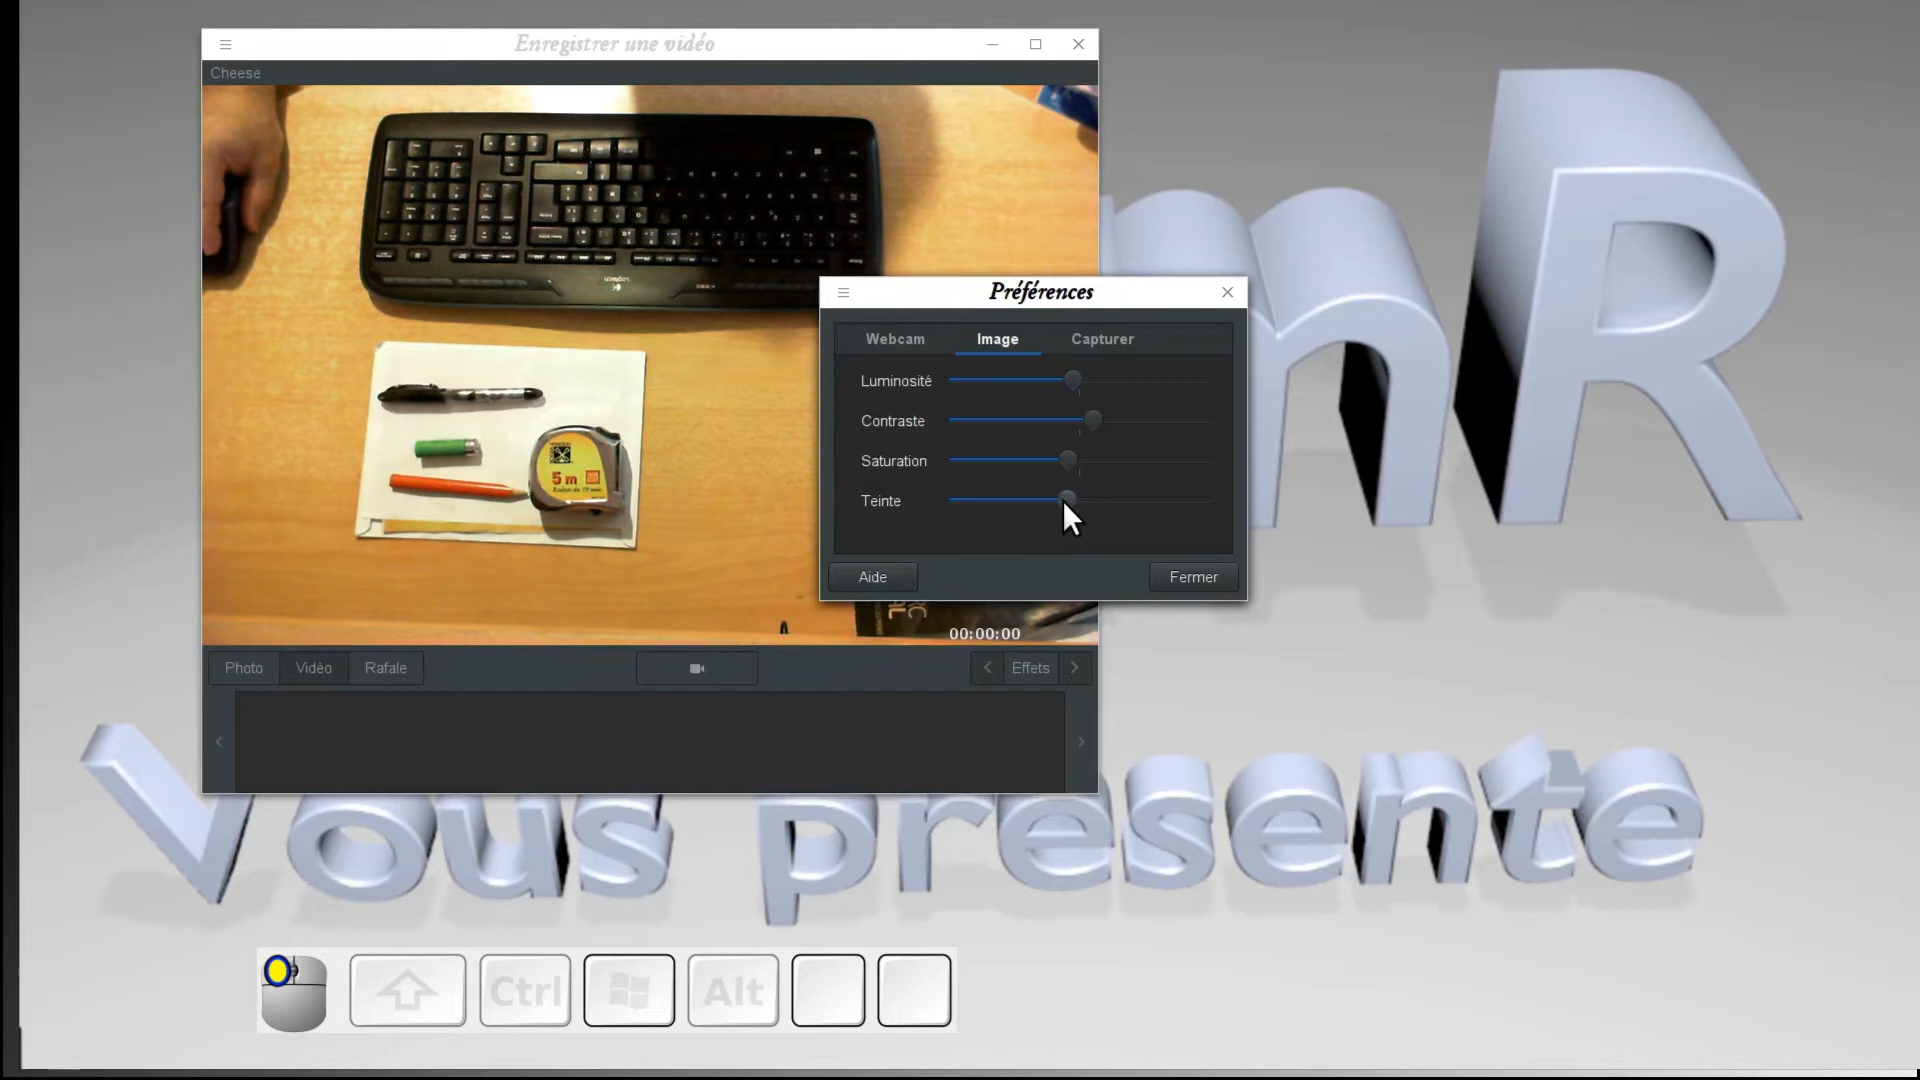 Enregistrer une vidéo
Cheese
Logitech
5 m
Préférences
Webcam Image Capturer
Luminosité
Contraste
Saturation
Teinte
Aide Fermer
00:00:00
Photo Vidéo Rafale Effets
mR
Vous presente
Ctrl Alt